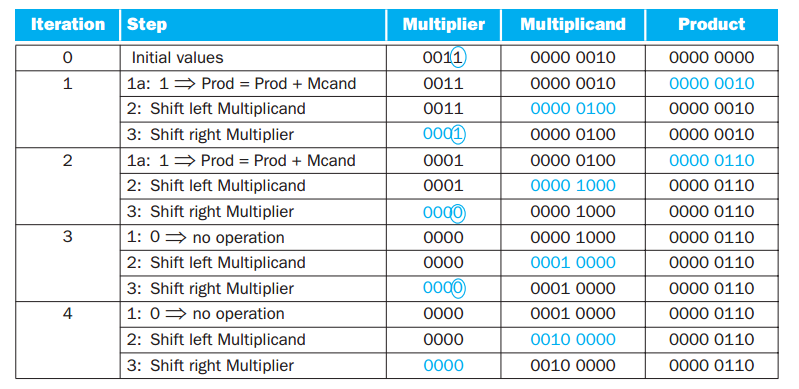 Iteration Step Multiplier Multiplicand Product
0 Initial values 0011 0000 0010 0000 0000
1 1a: 1 ⇒ Prod = Prod + Mcand 0011 0000 0010 0000 0010
2: Shift left Multiplicand 0011 0000 0100 0000 0010
3: Shift right Multiplier 0001 0000 0100 0000 0010
2 1a: 1 ⇒ Prod = Prod + Mcand 0001 0000 0100 0000 0110
2: Shift left Multiplicand 0001 0000 1000 0000 0110
3: Shift right Multiplier 0000 0000 1000 0000 0110
3 1: 0 ⇒ no operation 0000 0000 1000 0000 0110
2: Shift left Multiplicand 0000 0001 0000 0000 0110
3: Shift right Multiplier 0000 0001 0000 0000 0110
4 1: 0 ⇒ no operation 0000 0001 0000 0000 0110
2: Shift left Multiplicand 0000 0010 0000 0000 0110
3: Shift right Multiplier 0000 0010 0000 0000 0110